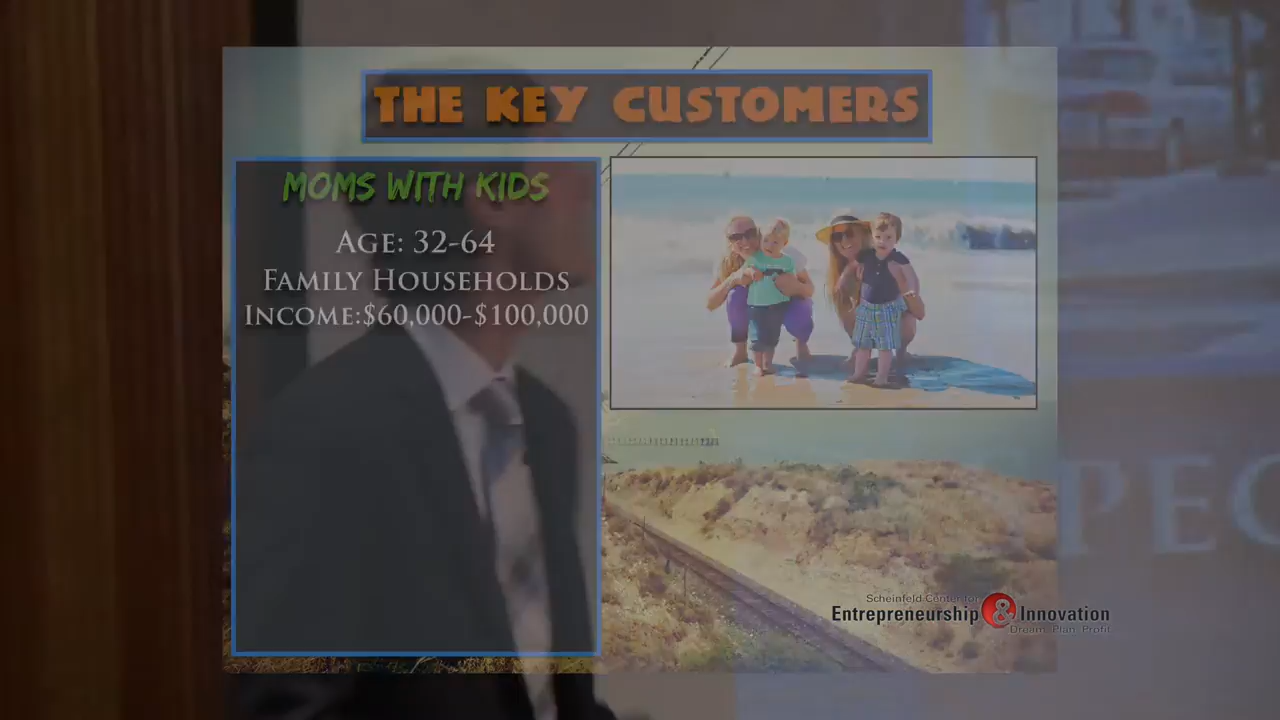 THE KEY CUSTOMERS
MOMS WITH KIDS
AGE: 32-64
FAMILY HOUSEHOLDS
INCOME:$60,000-$100,000
PEC
Scheinfeld Center for
Entrepreneurship & Innovation
Dream Plan Profit